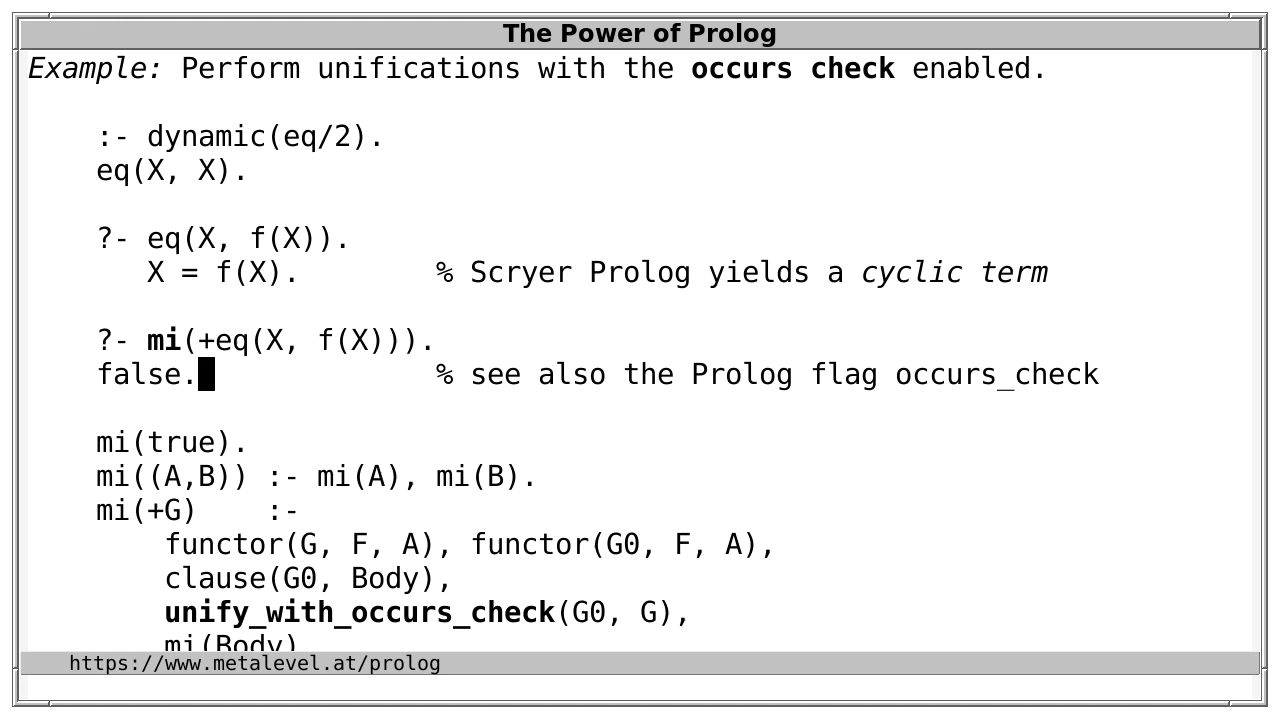 The Power of Prolog
Example: Perform unifications with the occurs check enabled.
:- dynamic(eq/2).
eq(X, X).
?- eq(X, f(X)).
X = f(X). % Scryer Prolog yields a cyclic term
?- mi(+eq(X, f(X))).
false. % see also the Prolog flag occurs_check
mi(true).
mi((A,B)) :- mi(A), mi(B).
mi(+G) :-
functor(G, F, A), functor(G0, F, A),
clause(G0, Body),
unify_with_occurs_check(G0, G),
mi(Body)
https://www.metalevel.at/prolog